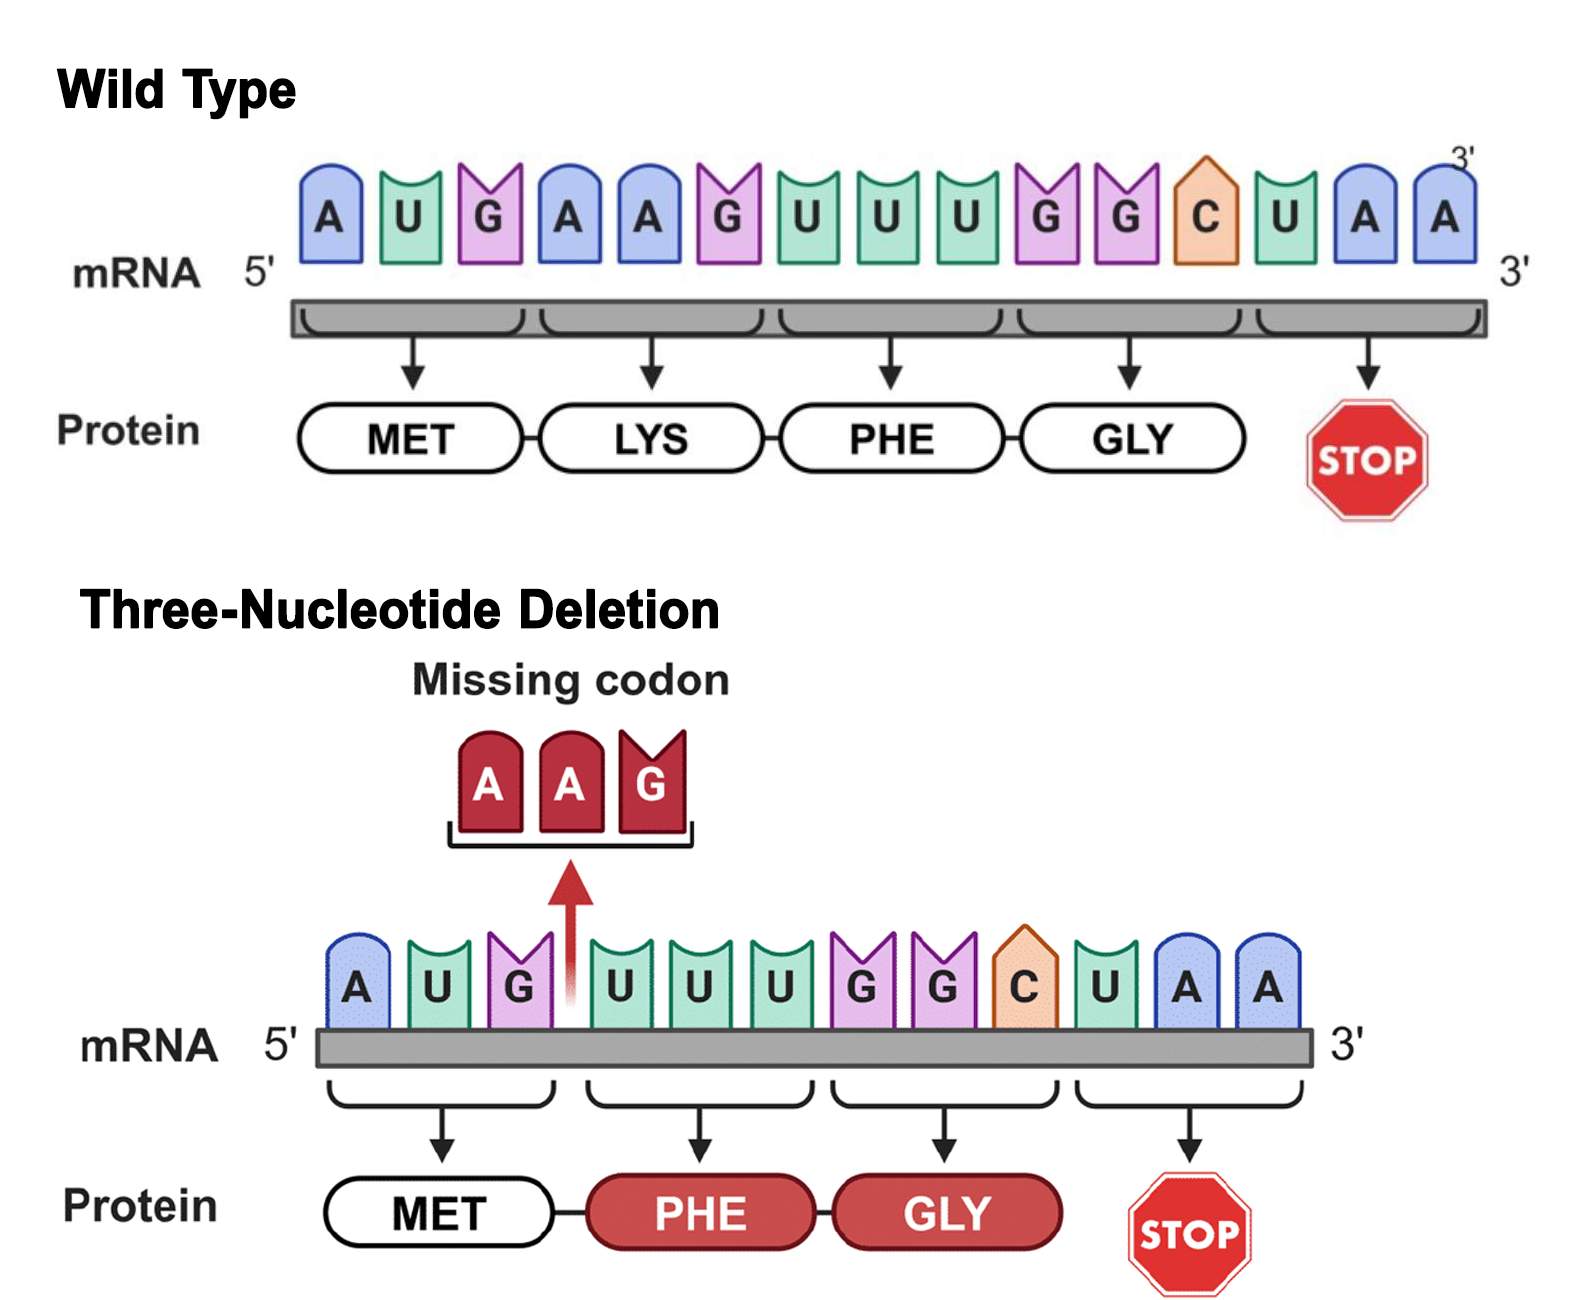 Wild Type
3'
A U G A A G U U U G G C U A A
mRNA 5' 3'
Protein MET LYS PHE GLY STOP
Three-Nucleotide Deletion
Missing codon
A A G
A U G U U U G G C U A A
mRNA 5' 3'
Protein MET PHE GLY STOP